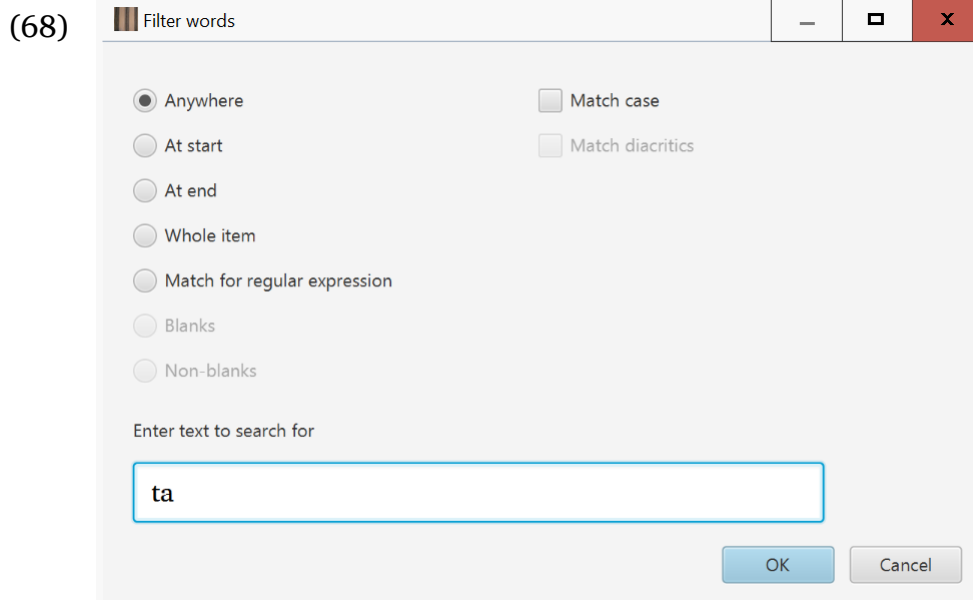 (68)
Filter words
Anywhere
Match case
At start
Match diacritics
At end
Whole item
Match for regular expression
Blanks
Non-blanks
Enter text to search for
ta
OK
Cancel